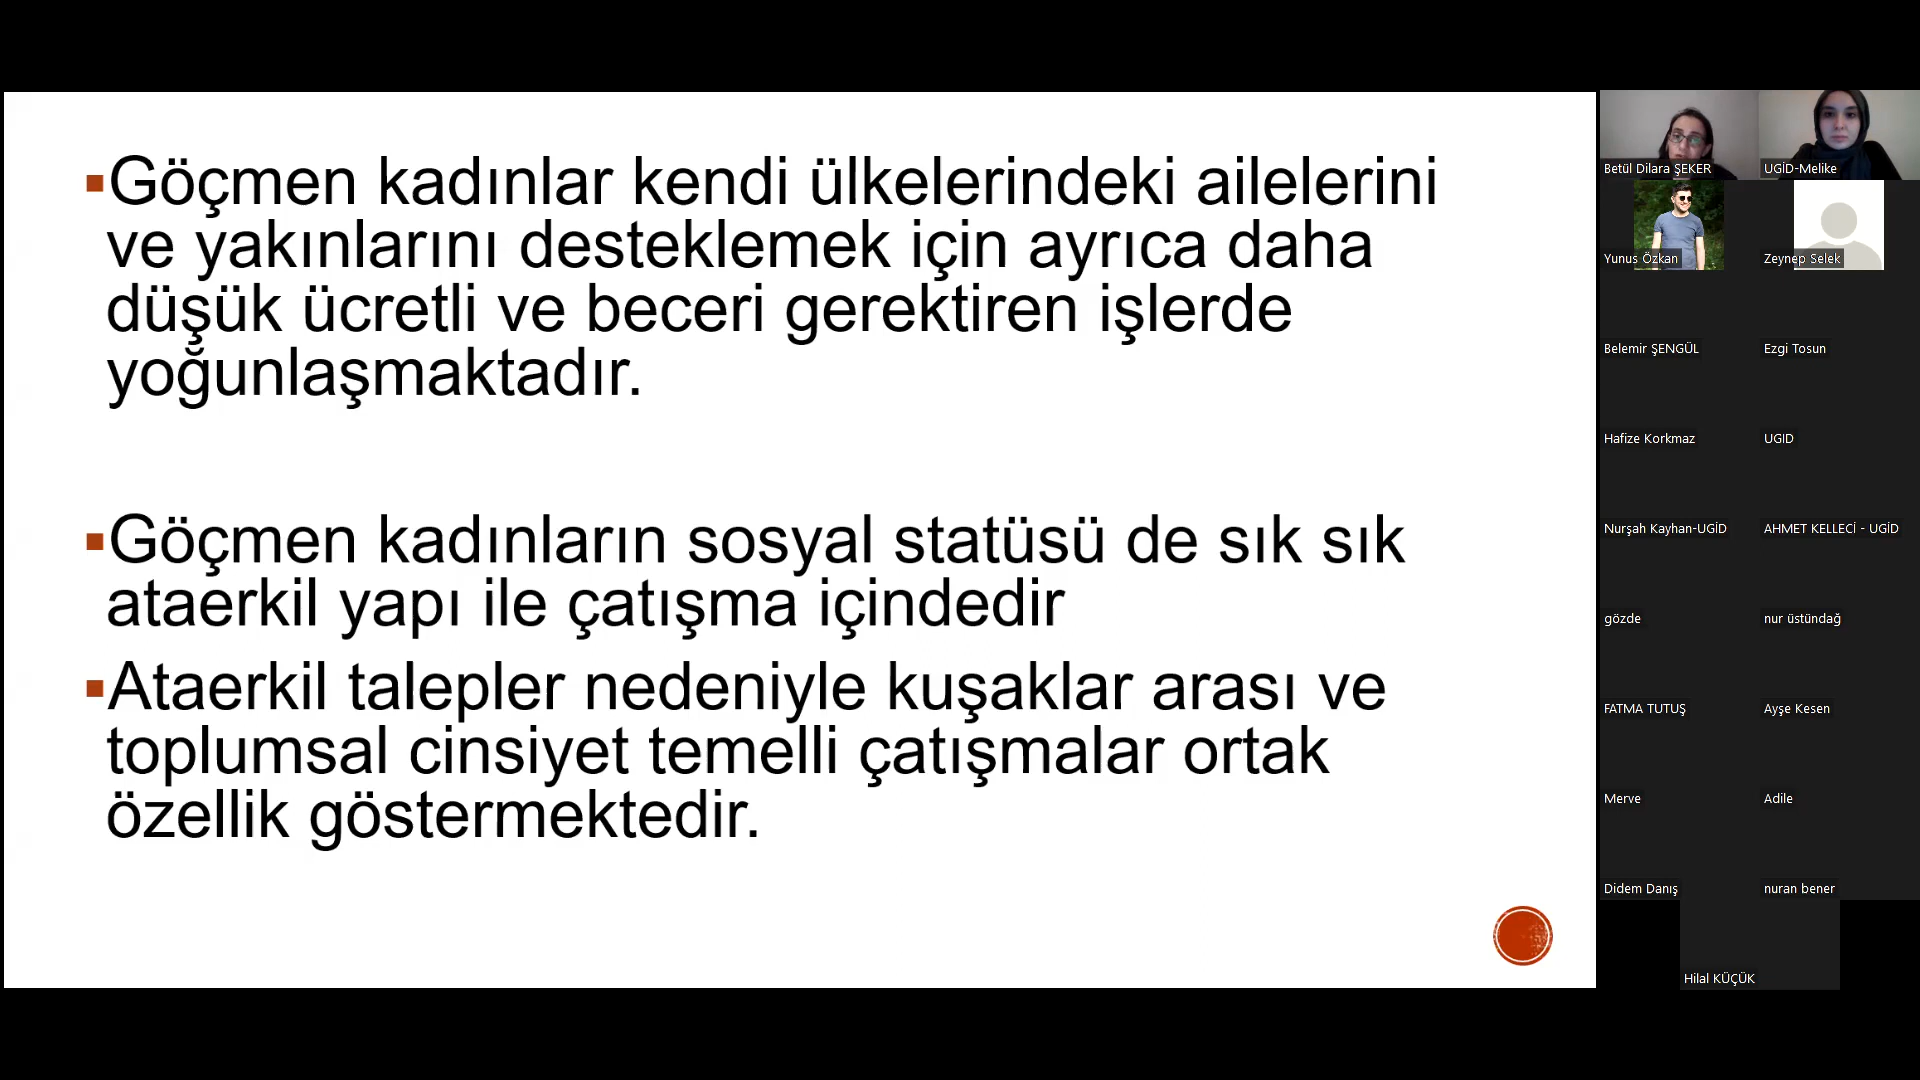 Göçmen kadınlar kendi ülkelerindeki ailelerini
ve yakınlarını desteklemek için ayrıca daha
düşük ücretli ve beceri gerektiren işlerde
yoğunlaşmaktadır.
Göçmen kadınların sosyal statüsü de sık sık
ataerkil yapı ile çatışma içindedir
Ataerkil talepler nedeniyle kuşaklar arası ve
toplumsal cinsiyet temelli çatışmalar ortak
özellik göstermektedir.
Betül Dilara ŞEKER
UGİD-Melike
Yunus Özkan
Zeynep Selek
Belemir ŞENGÜL
Ezgi Tosun
Hafize Korkmaz
UGID
Nurşah Kayhan-UGİD
AHMET KELLECİ - UGİD
gözde
nur üstündağ
FATMA TUTUŞ
Ayşe Kesen
Merve
Adile
Didem Danış
nuran bener
Hilal KÜÇÜK